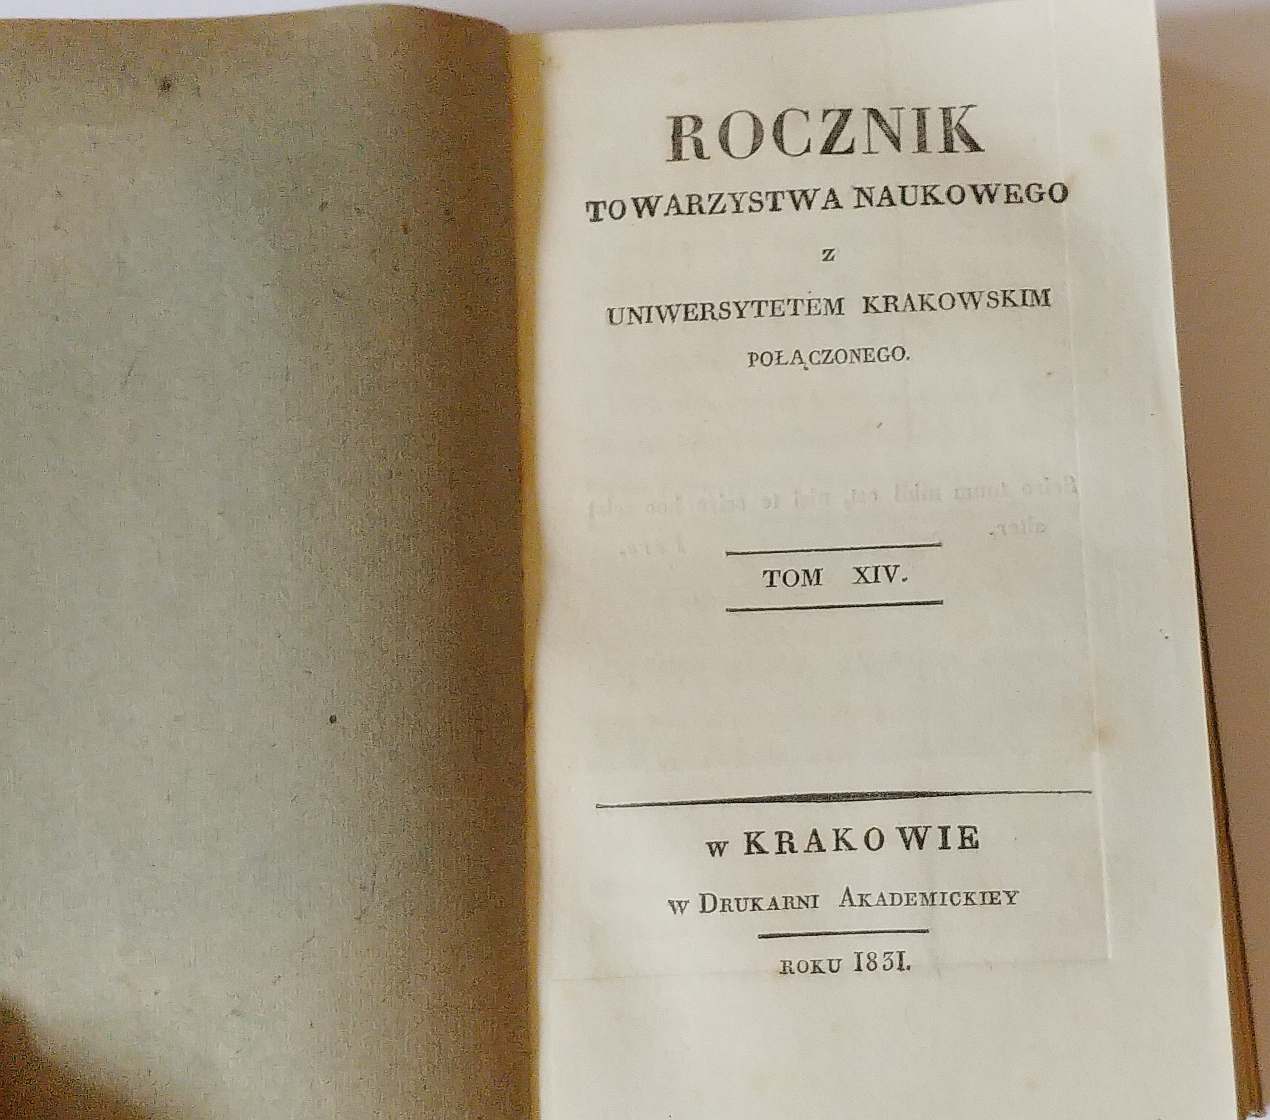 ROCZNIK
TOWARZYSTWA NAUKOWEGO
Z
UNIWERSYTETEM KRAKOWSKIM
POŁĄCZONEGO.
TOM XIV.
W KRAKOWIE
W DRUKARNI AKADEMICKIEY
ROKU 1831.